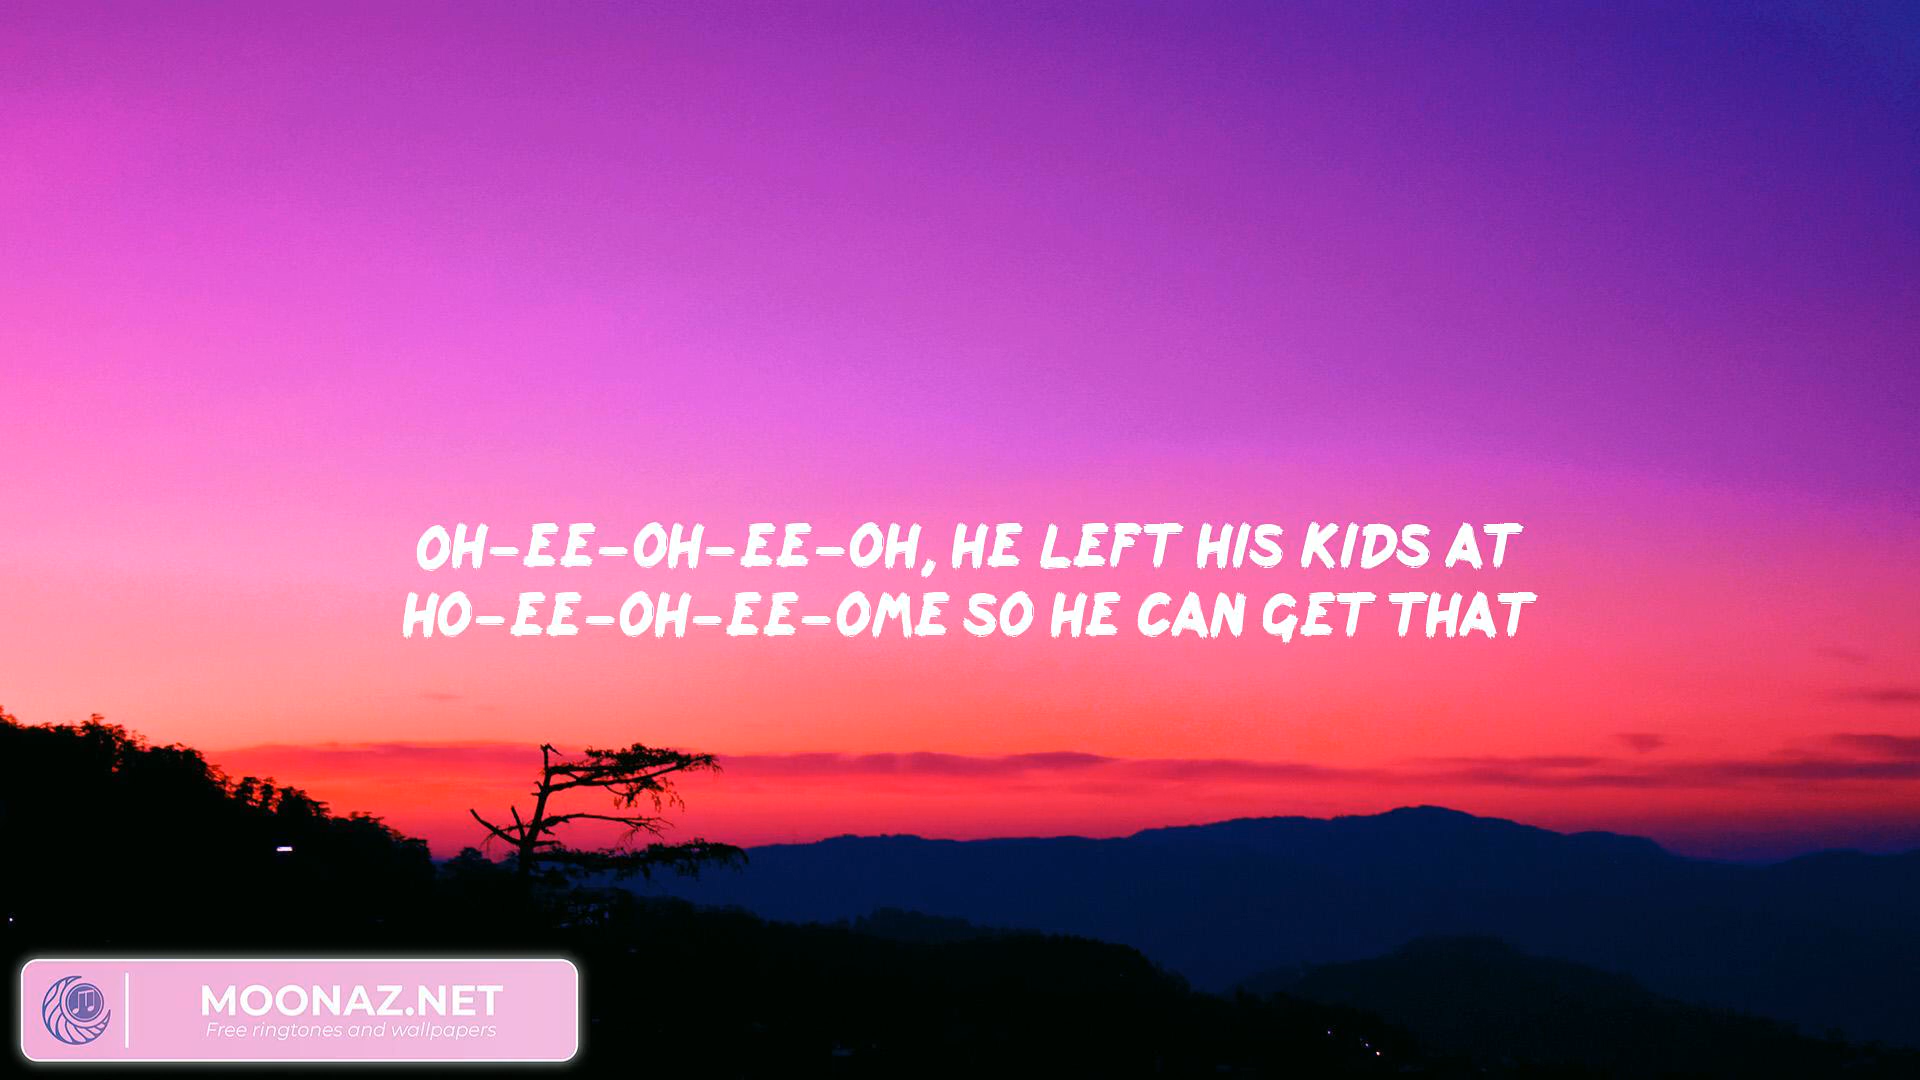 OH-EE-OH-EE-OH, HE LEFT HIS KIDS AT
HO-EE-OH-EE-OME SO HE CAN GET THAT
MOONAZ.NET
Free ringtones and wallpapers